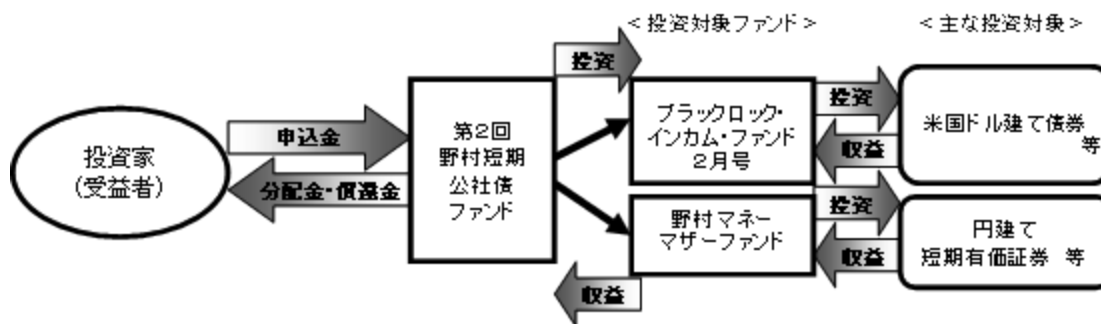 <投資対象ファンド>
<主な投資対象>
投資
投資家
(受益者)
申込金
分配金・償還金
第2回
野村短期
公社債
ファンド
ブラックロック・
インカム・ファンド
2月号
投資
収益
米国ドル建て債券
等
野村マネー
マザーファンド
投資
収益
円建て
短期有価証券 等
収益